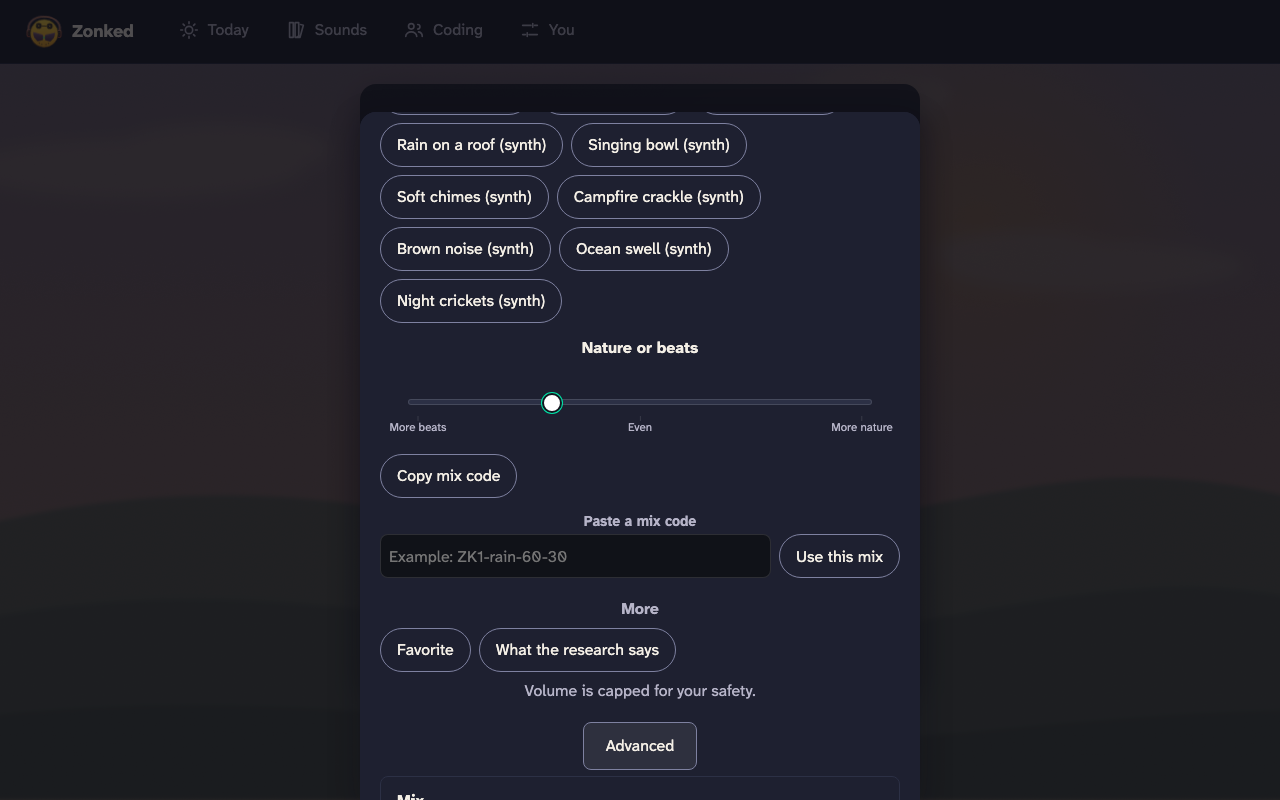 Zonked Today Sounds Coding You
Rain on a roof (synth) Singing bowl (synth)
Soft chimes (synth) Campfire crackle (synth)
Brown noise (synth) Ocean swell (synth)
Night crickets (synth)
Nature or beats
More beats Even More nature
Copy mix code
Paste a mix code
Example: ZK1-rain-60-30 Use this mix
More
Favorite What the research says
Volume is capped for your safety.
Advanced
Mix